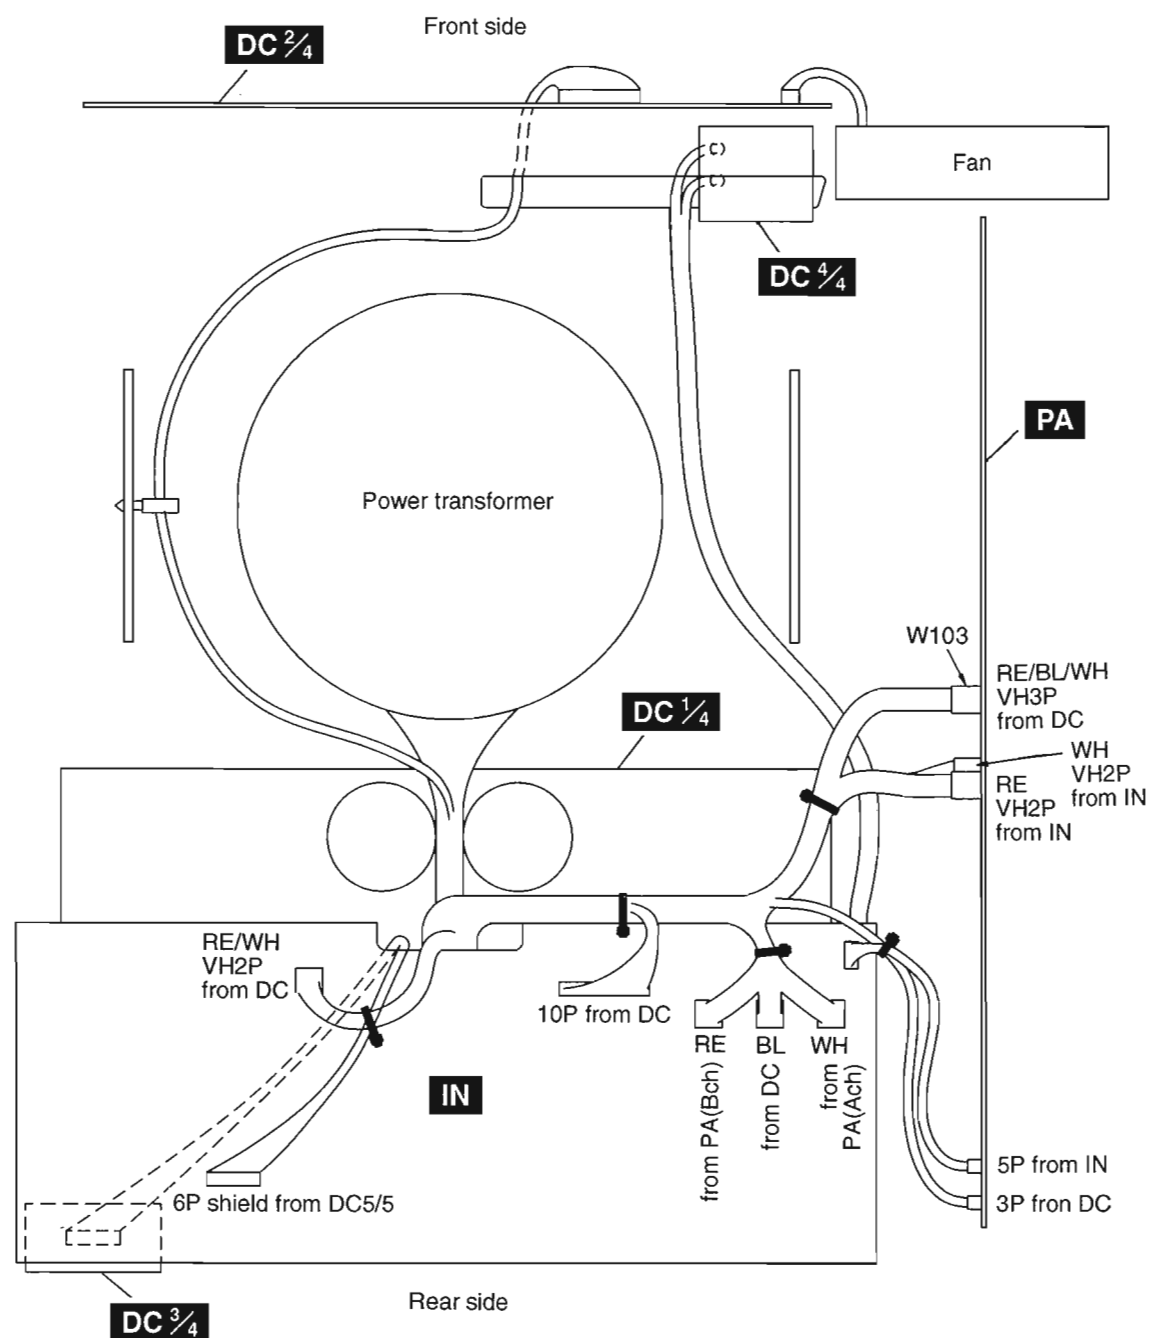 Front side
DC 2/4
Fan
DC 4/4
PA
Power transformer
W103
RE/BL/WH
VH3P
from DC
DC 1/4
WH
VH2P
from IN
RE
VH2P
from IN
RE/WH
VH2P
from DC
10P from DC
RE
from PA(Bch)
BL
from DC
WH
from
PA(Ach)
IN
5P from IN
6P shield from DC5/5
3P fron DC
Rear side
DC 3/4